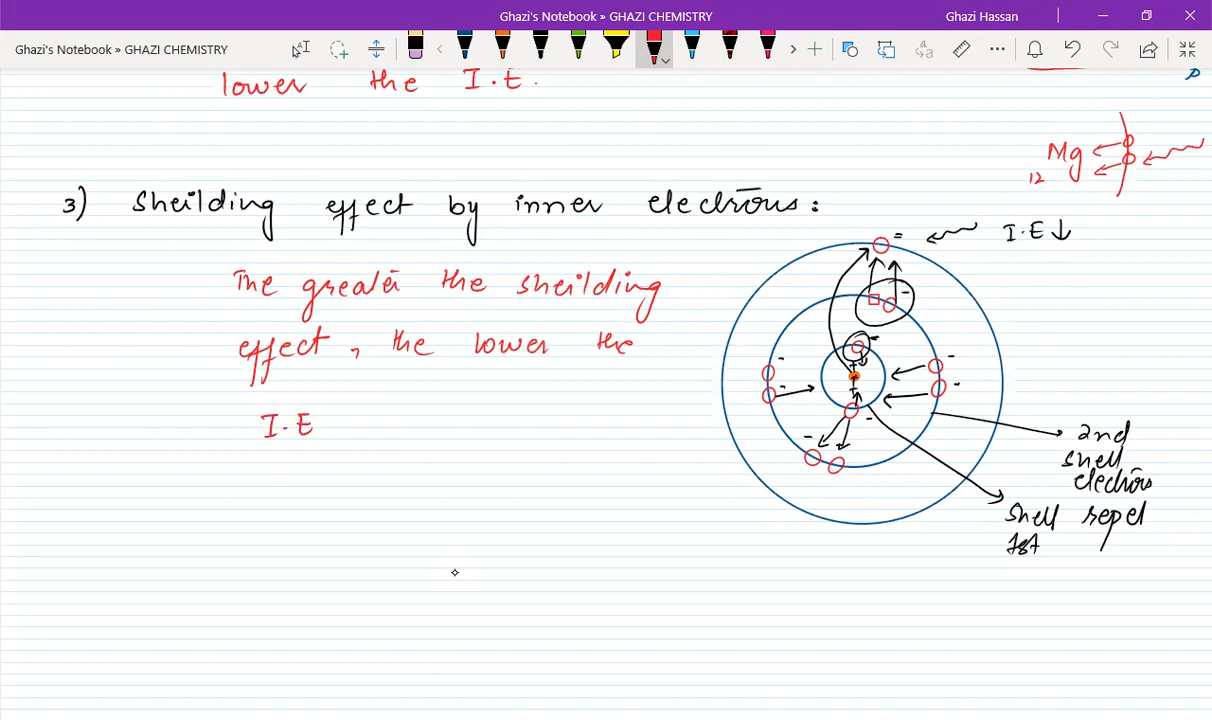 Ghazi's Notebook » GHAZI CHEMISTRY
Ghazi Hassan
Ghazi's Notebook » GHAZI CHEMISTRY
lower the I.E.
12 Mg
3) Sheilding effect by inner electrons:
I.E↓
The greater the sheilding
effect, the lower the
I.E
2nd
shell
electrons
repel
shell
1st